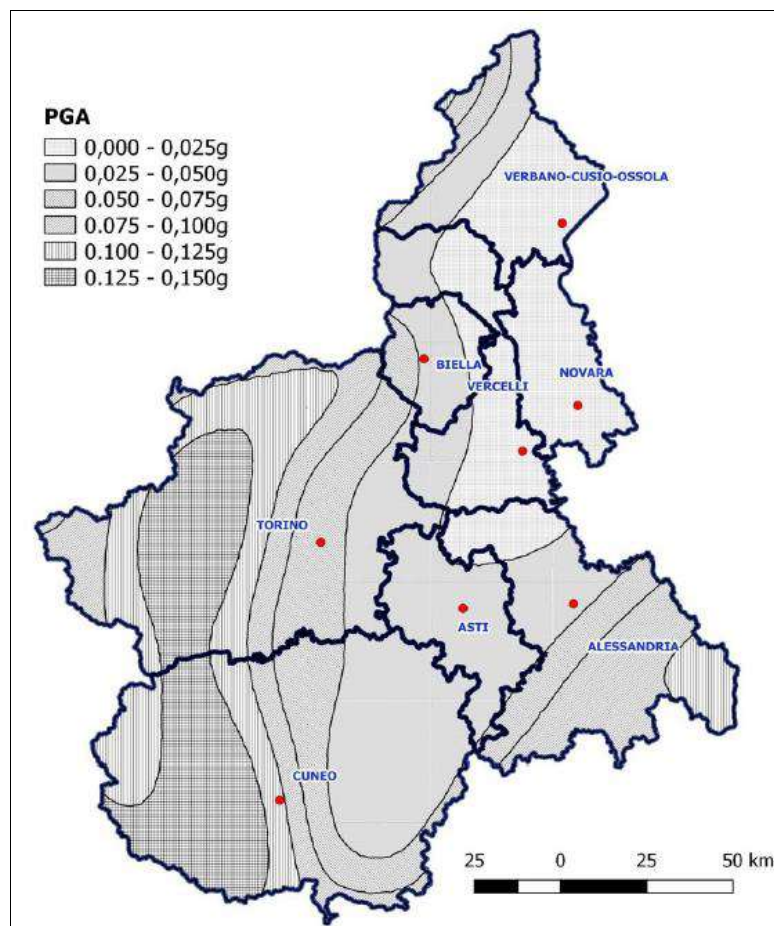 PGA
0,000 - 0,025g
0,025 - 0,050g
0.050 - 0,075g
0.075 - 0,100g
0.100 - 0,125g
0.125 - 0,150g
VERBANO-CUSIO-OSSOLA
BIELLA
VERCELLI
NOVARA
TORINO
ASTI
ALESSANDRIA
CUNEO
25 0 25 50 km